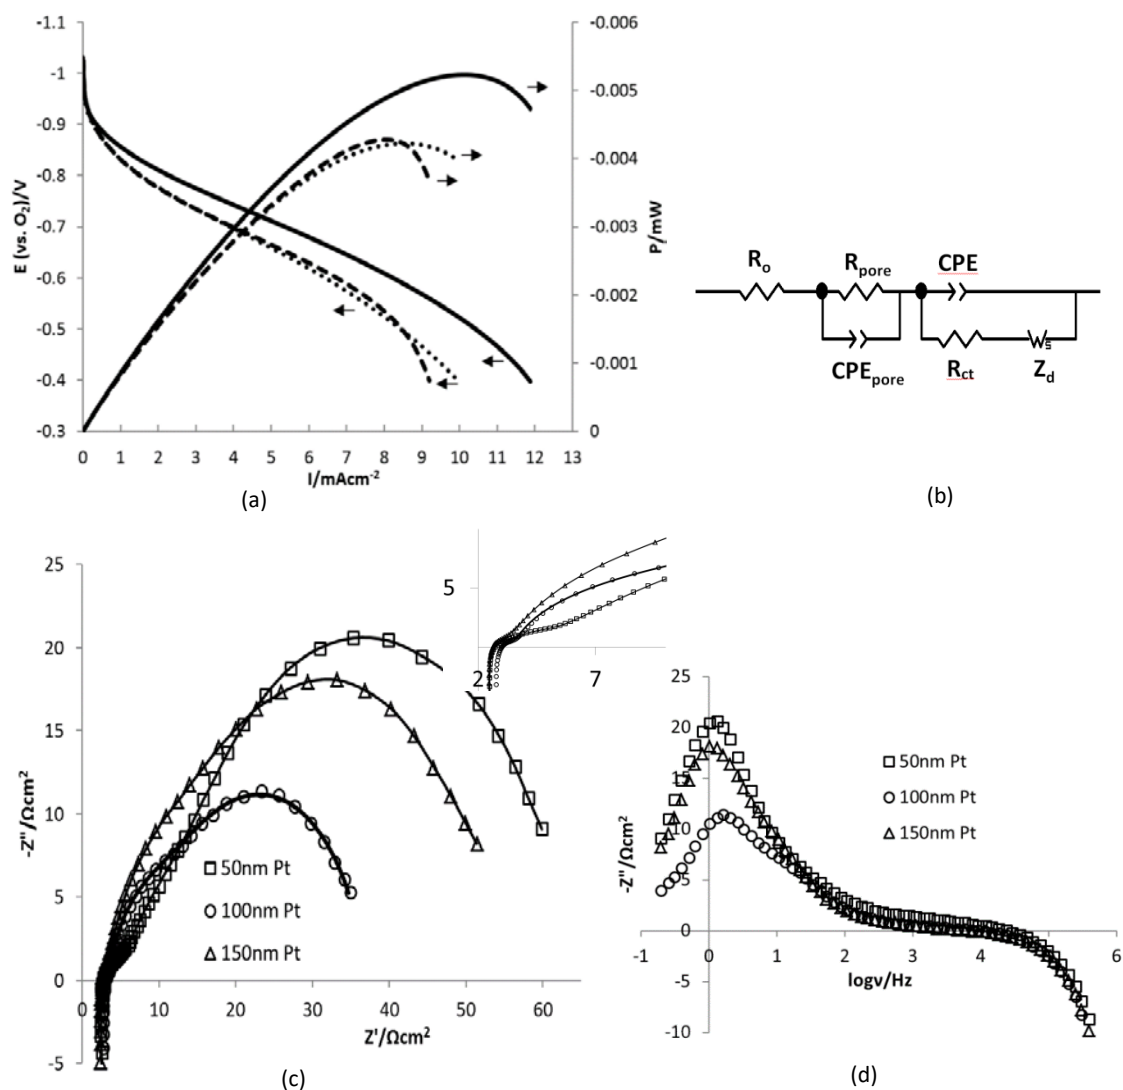 -1.1
-1
-0.9
-0.8
-0.7
-0.6
-0.5
-0.4
-0.3
E (vs. O₂)/V
0 1 2 3 4 5 6 7 8 9 10 11 12 13
I/mAcm⁻²
-0.006
-0.005
-0.004
-0.003
-0.002
-0.001
0
P/mW
(a)
Rₒ
R_pore
CPE
CPE_pore
R_ct
W_s
Z_d
(b)
25
20
15
10
5
0
-5
-Z''/Ωcm²
0 10 20 30 40 50 60
Z'/Ωcm²
50nm Pt
100nm Pt
150nm Pt
5
2 7
(c)
25
20
15
10
5
0
-5
-10
-Z''/Ωcm²
-1 0 1 2 3 4 5 6
logν/Hz
50nm Pt
100nm Pt
150nm Pt
(d)